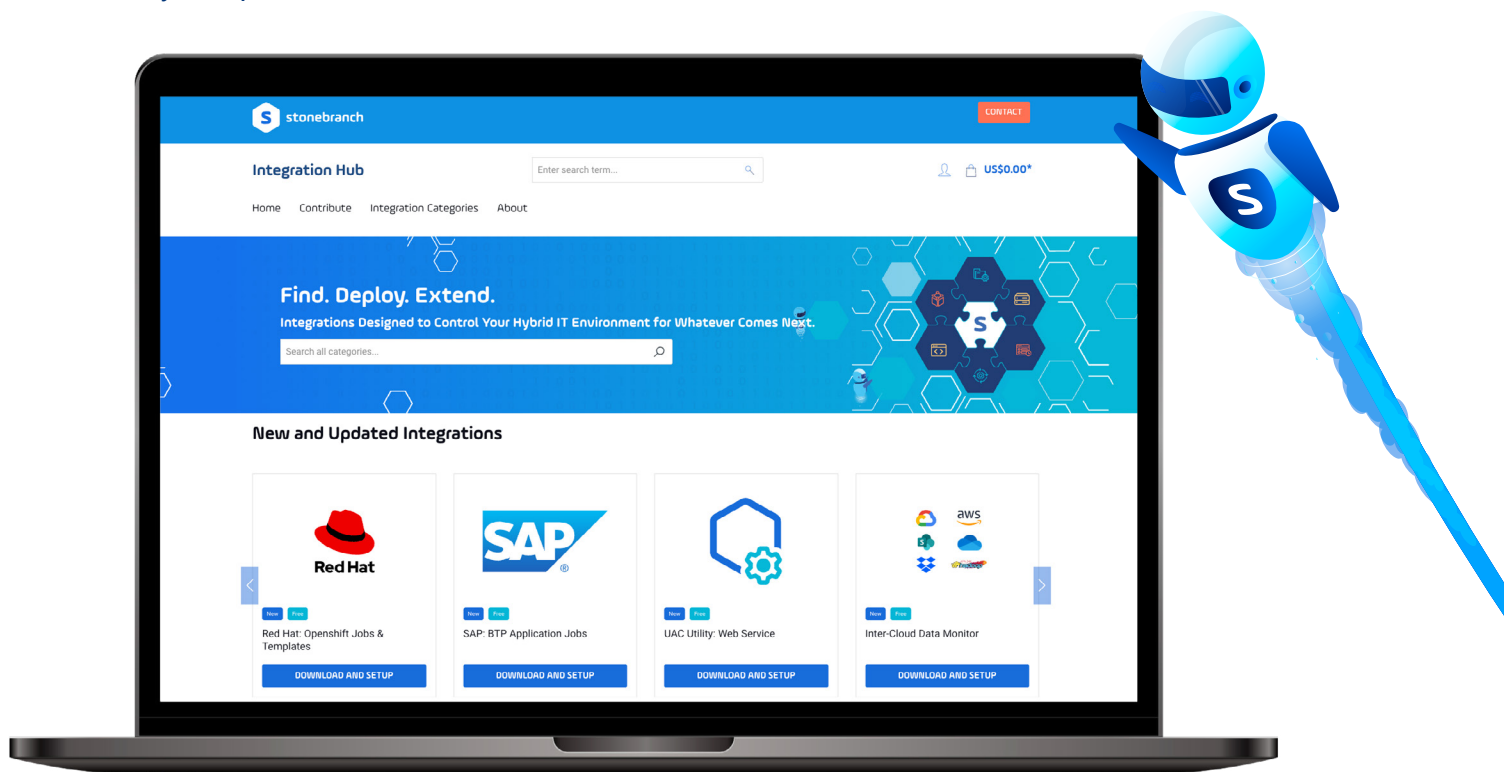 S stonebranch
CONTACT
Integration Hub
Enter search term...
US$0.00*
Home Contribute Integration Categories About
Find. Deploy. Extend.
Integrations Designed to Control Your Hybrid IT Environment for Whatever Comes Next.
Search all categories...
S
S
New and Updated Integrations
Red Hat
SAP
®
aws
S
New Free
Red Hat: Openshift Jobs &
Templates
DOWNLOAD AND SETUP
New Free
SAP: BTP Application Jobs
DOWNLOAD AND SETUP
New Free
UAC Utility: Web Service
DOWNLOAD AND SETUP
New Free
Inter-Cloud Data Monitor
DOWNLOAD AND SETUP